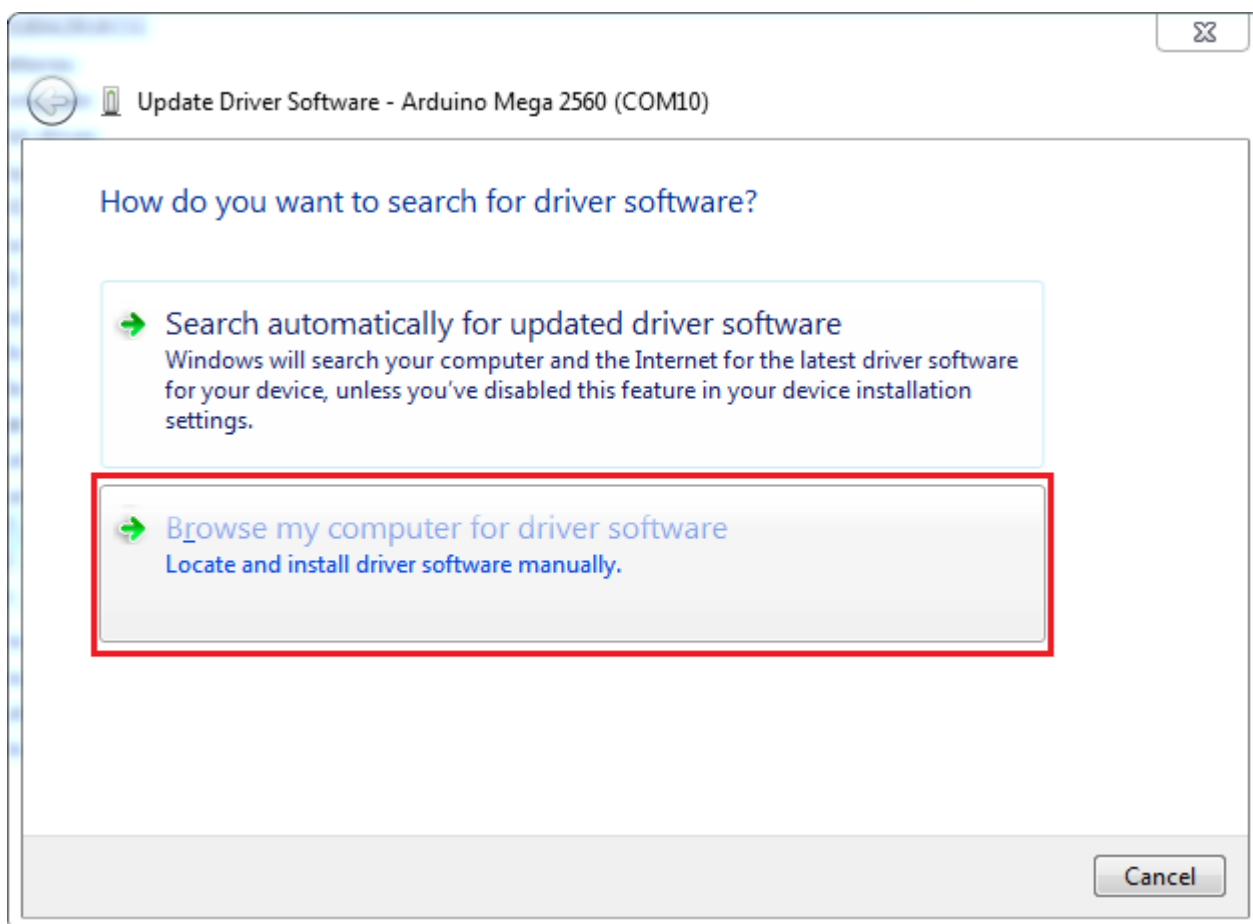 Update Driver Software - Arduino Mega 2560 (COM10)
How do you want to search for driver software?
Search automatically for updated driver software
Windows will search your computer and the Internet for the latest driver software
for your device, unless you've disabled this feature in your device installation
settings.
Browse my computer for driver software
Locate and install driver software manually.
Cancel